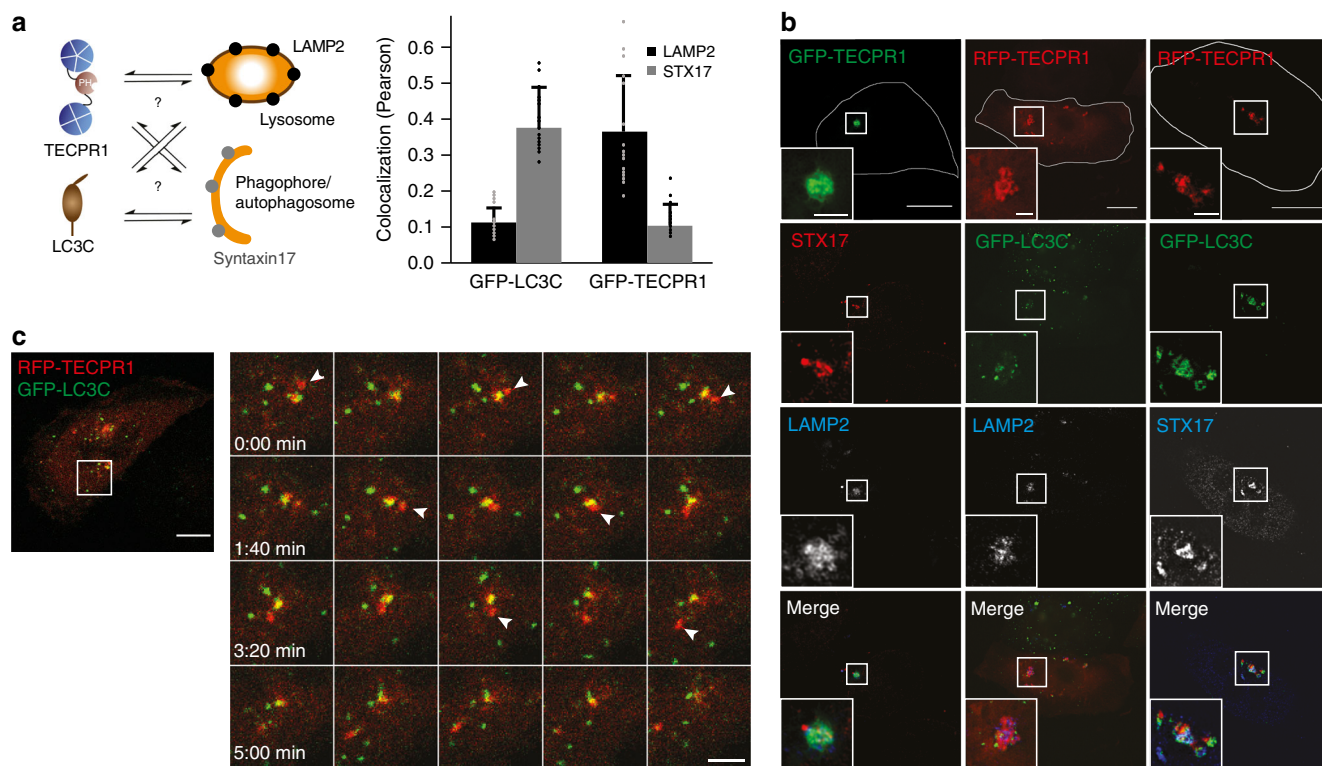 a
LAMP2
PH
?
Lysosome
TECPR1
?
Phagophore/
autophagosome
LC3C
Syntaxin17
Colocalization (Pearson)
0.6
0.5
0.4
0.3
0.2
0.1
0.0
LAMP2
STX17
GFP-LC3C
GFP-TECPR1
b
GFP-TECPR1
RFP-TECPR1
RFP-TECPR1
STX17
GFP-LC3C
GFP-LC3C
LAMP2
LAMP2
STX17
Merge
Merge
Merge
c
RFP-TECPR1
GFP-LC3C
0:00 min
1:40 min
3:20 min
5:00 min